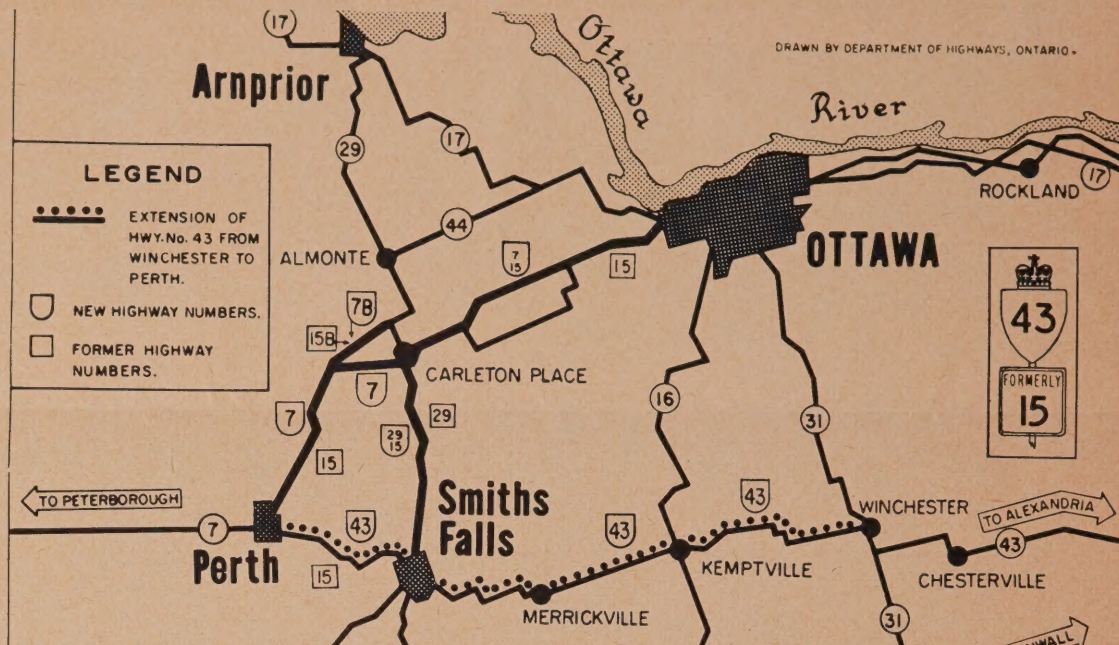 17
Arnprior
Ottawa
River
DRAWN BY DEPARTMENT OF HIGHWAYS, ONTARIO.
LEGEND
EXTENSION OF
HWY. No. 43 FROM
WINCHESTER TO
PERTH.
NEW HIGHWAY NUMBERS.
FORMER HIGHWAY
NUMBERS.
29
17
44
ALMONTE
7
15
15
ROCKLAND
17
OTTAWA
43
FORMERLY
15
7B
15B
7
CARLETON PLACE
7
29
29
15
15
16
31
TO PETERBOROUGH
7
Perth
43
15
Smiths
Falls
43
43
WINCHESTER
TO ALEXANDRIA
43
KEMPTVILLE
CHESTERVILLE
MERRICKVILLE
31